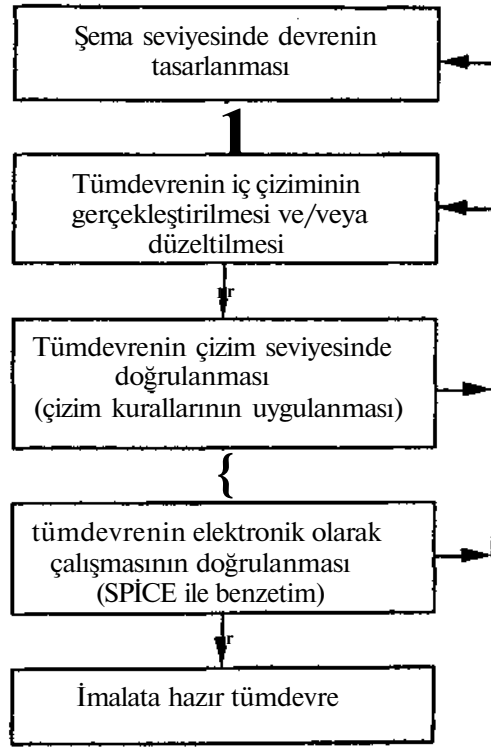 Şema seviyesinde devrenin
tasarlanması
Tümdevrenin iç çiziminin
gerçekleştirilmesi ve/veya
düzeltilmesi
Tümdevrenin çizim seviyesinde
doğrulanması
(çizim kurallarının uygulanması)
tümdevrenin elektronik olarak
çalışmasının doğrulanması
(SPİCE ile benzetim)
İmalata hazır tümdevre